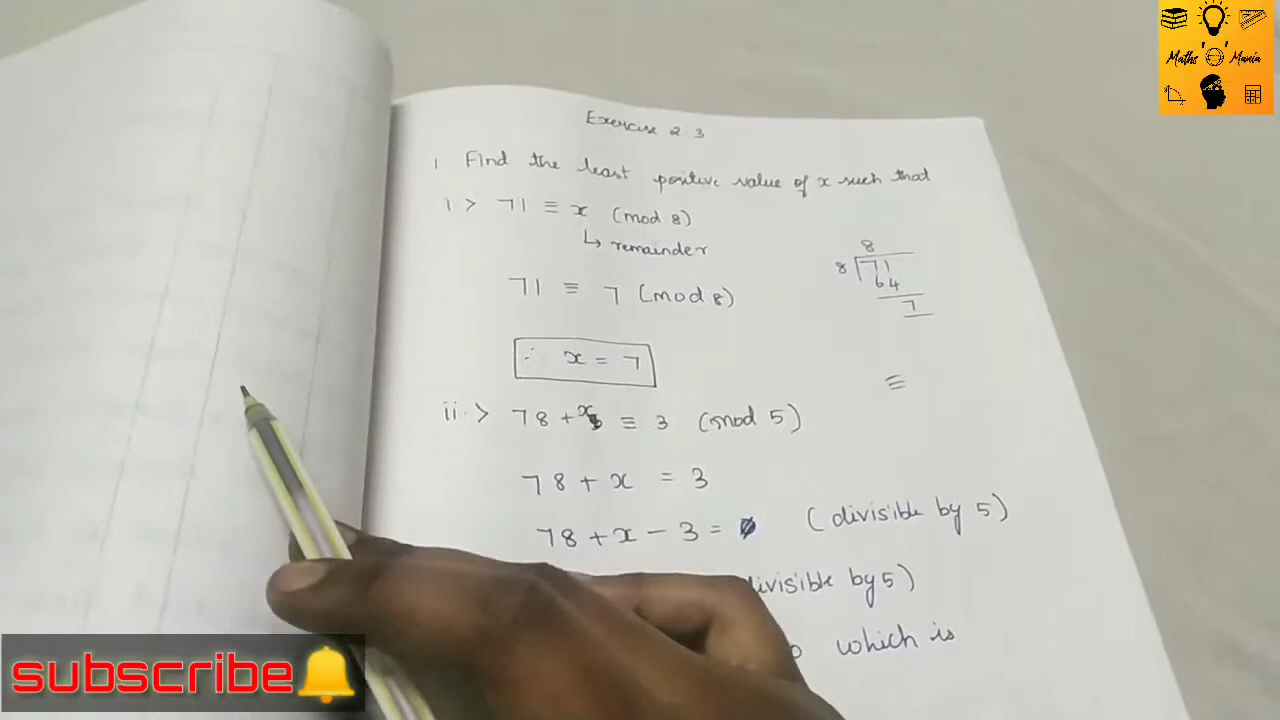 Maths Mania
Exercise 2.3
1 Find the least positive value of x such that
i > 71 ≡ x (mod 8)
↳ remainder
8
8 71
64
7
71 ≡ 7 (mod 8)
∴ x = 7
≡
ii. > 78 + x ≡ 3 (mod 5)
78 + x = 3
78 + x - 3 = (divisible by 5)
divisible by 5)
which is
subscribe